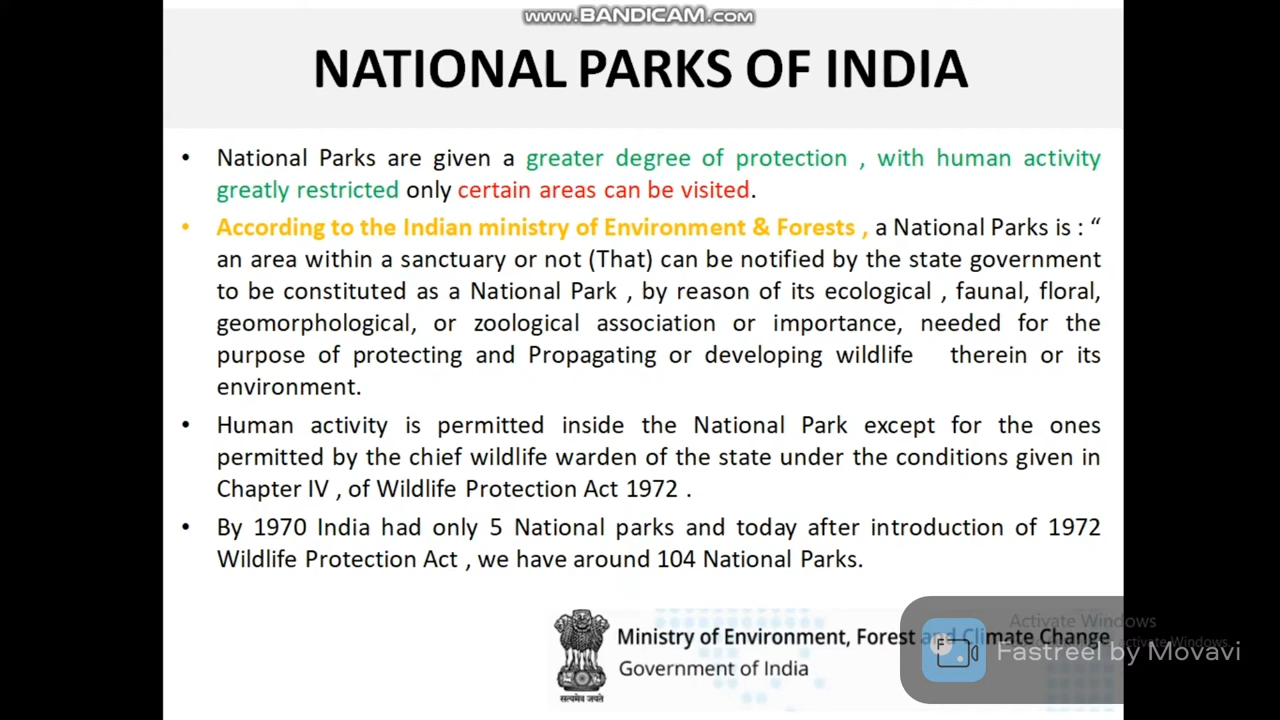 www.BANDICAM.com
NATIONAL PARKS OF INDIA
• National Parks are given a greater degree of protection , with human activity
greatly restricted only certain areas can be visited.
• According to the Indian ministry of Environment & Forests , a National Parks is : “
an area within a sanctuary or not (That) can be notified by the state government
to be constituted as a National Park , by reason of its ecological , faunal, floral,
geomorphological, or zoological association or importance, needed for the
purpose of protecting and Propagating or developing wildlife therein or its
environment.
• Human activity is permitted inside the National Park except for the ones
permitted by the chief wildlife warden of the state under the conditions given in
Chapter IV , of Wildlife Protection Act 1972 .
• By 1970 India had only 5 National parks and today after introduction of 1972
Wildlife Protection Act , we have around 104 National Parks.
Activate Windows
Ministry of Environment, Forest and Climate Change
Activate Windows.
Fastreel by Movavi
Government of India
सत्यमेव जयते